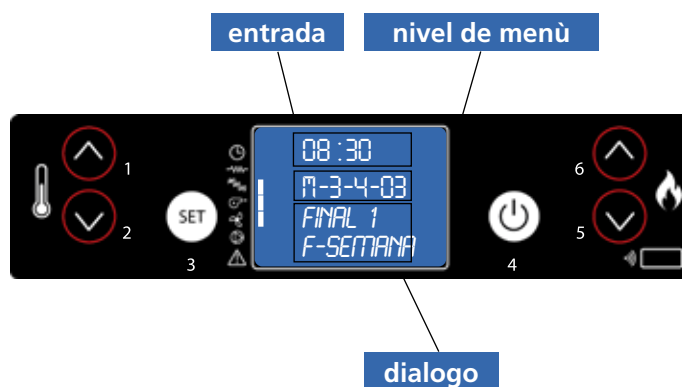 entrada
nivel de menù
08:30
M-3-4-03
FINAL 1
F-SEMANA
SET
1
2
3
4
5
6
dialogo